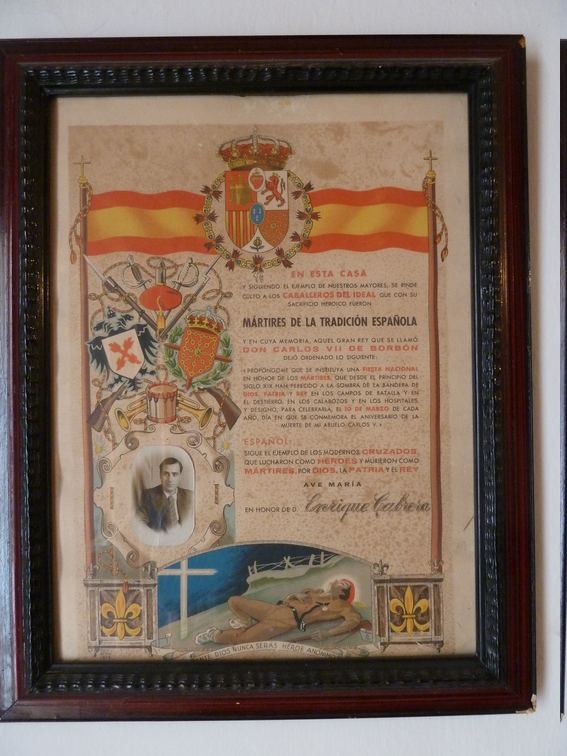 EN ESTA CASA
Y SIGUIENDO EL EJEMPLO DE NUESTROS MAYORES, SE RINDE
CULTO A LOS CABALLEROS DEL IDEAL QUE CON SU
SACRIFICIO HEROICO FUERON
MÁRTIRES DE LA TRADICIÓN ESPAÑOLA
Y EN CUYA MEMORIA, AQUEL GRAN REY QUE SE LLAMÓ
DON CARLOS VII DE BORBÓN
DEJÓ ORDENADO LO SIGUIENTE:
«PROPÓNGOME QUE SE INSTITUYA UNA FIESTA NACIONAL
EN HONOR DE LOS MÁRTIRES, QUE DESDE EL PRINCIPIO DEL
SIGLO XIX HAN PERECIDO A LA SOMBRA DE LA BANDERA DE
DIOS, PATRIA Y REY EN LOS CAMPOS DE BATALLA Y EN
EL DESTIERRO, EN LOS CALABOZOS Y EN LOS HOSPITALES,
Y DESIGNO, PARA CELEBRARLA, EL 10 DE MARZO DE CADA
AÑO, DÍA EN QUE SE CONMEMORA EL ANIVERSARIO DE LA
MUERTE DE MI ABUELO CARLOS V.»
ESPAÑOL:
SIGUE EL EJEMPLO DE LOS MODERNOS CRUZADOS,
QUE LUCHARON COMO HÉROES Y MURIERON COMO
MÁRTIRES, POR DIOS, LA PATRIA Y EL REY
AVE MARÍA
EN HONOR DE D. Enrique Cabrera
ANTE DIOS NUNCA SERÁS HÉROE ANÓNIMO